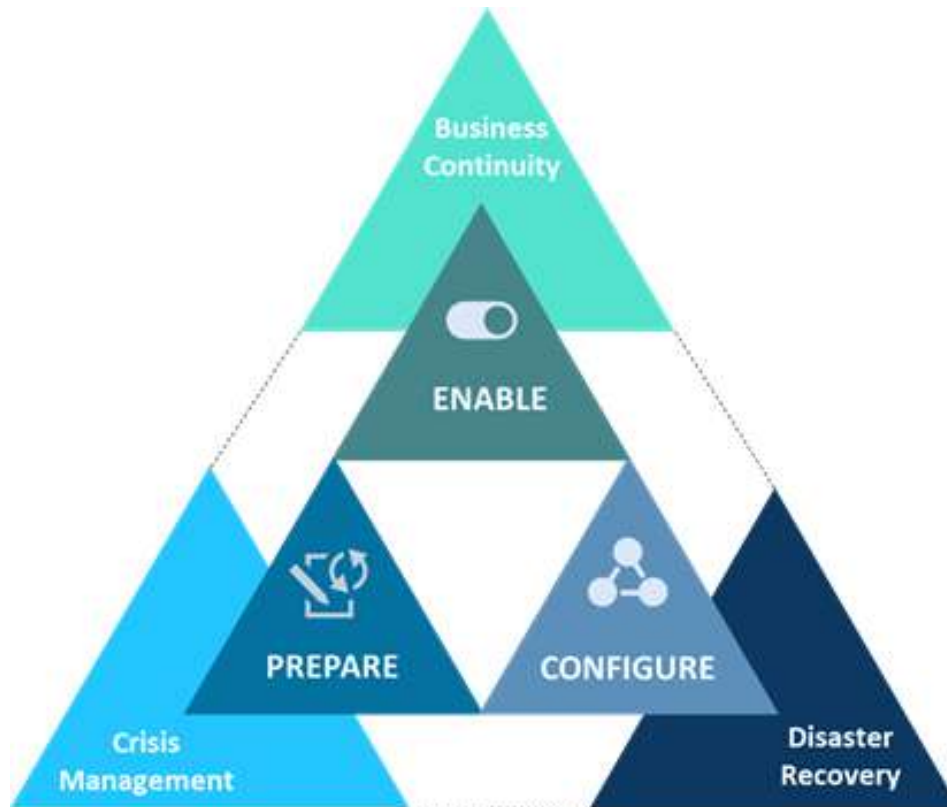 Business
Continuity
ENABLE
PREPARE
CONFIGURE
Crisis
Management
Disaster
Recovery